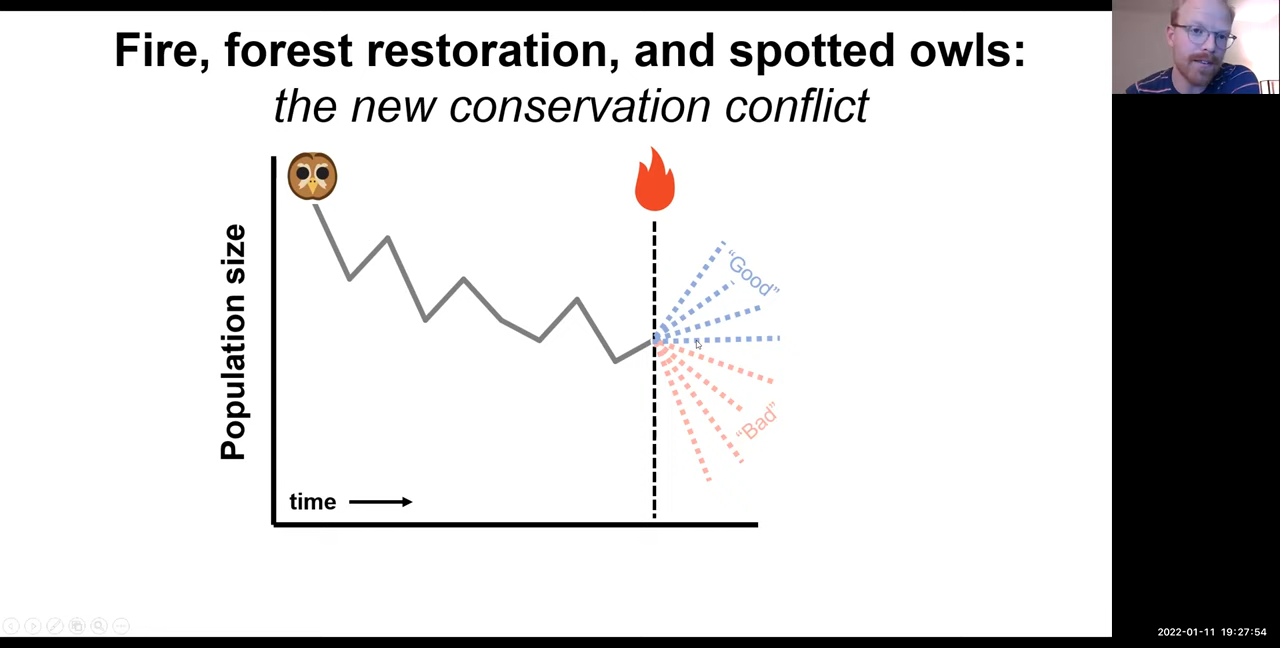 Fire, forest restoration, and spotted owls:
the new conservation conflict
Population size
"Good"
"Bad"
time
2022-01-11 19:27:54